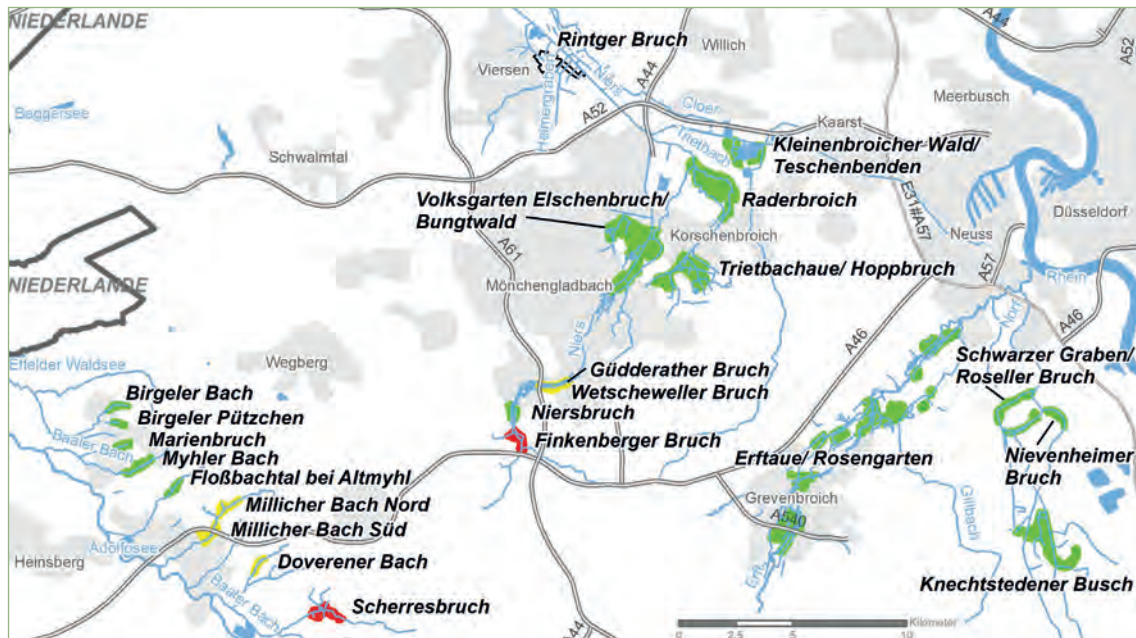 NIEDERLANDE
A44
A52
Rintger Bruch
Willich
Viersen
Niers
A44
Meerbusch
Baggersee
Hammergraben
A52
Cloer
Kaarst
Schwalmtal
Trietbach
Kleinenbroicher Wald/
Teschenbenden
Volksgarten Elschenbruch/
Bungtwald
Raderbroich
E31#A57
Düsseldorf
Neuss
Korschenbroich
A61
Trietbachaue/ Hoppbruch
A57
Rhein
NIEDERLANDE
Mönchengladbach
Norf
A46
Niers
A46
Wegberg
Effelder Waldsee
Güdderather Bruch
Schwarzer Graben/
Roseller Bruch
Birgeler Bach
Wetscheweller Bruch
Birgeler Pützchen
Niersbruch
Marienbruch
Finkenberger Bruch
Baaler Bach
Myhler Bach
Erftaue/ Rosengarten
Nievenheimer
Bruch
Floßbachtal bei Altmyhl
Grevenbroich
Millicher Bach Nord
A540
Gillbach
Millicher Bach Süd
Adolfosee
Heinsberg
Doverener Bach
Erft
Knechtstedener Busch
Baaler Bach
Scherresbruch
A44
Kilometer
0 2,5 5 10